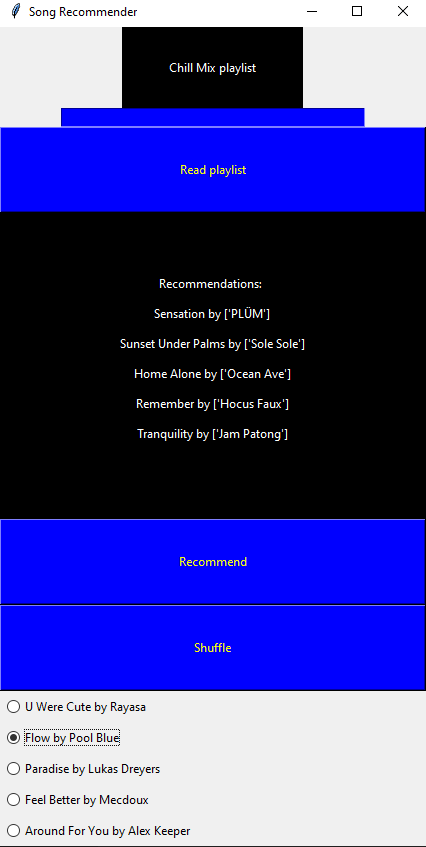 Song Recommender
Chill Mix playlist
Read playlist
Recommendations:
Sensation by ['PLÜM']
Sunset Under Palms by ['Sole Sole']
Home Alone by ['Ocean Ave']
Remember by ['Hocus Faux']
Tranquility by ['Jam Patong']
Recommend
Shuffle
U Were Cute by Rayasa
Flow by Pool Blue
Paradise by Lukas Dreyers
Feel Better by Mecdoux
Around For You by Alex Keeper